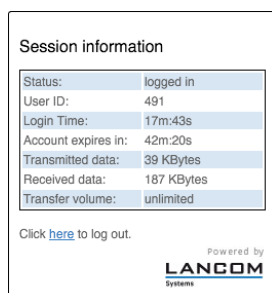 Session information
Status: logged in
User ID: 491
Login Time: 17m:43s
Account expires in: 42m:20s
Transmitted data: 39 KBytes
Received data: 187 KBytes
Transfer volume: unlimited
Click here to log out.
Powered by
LANCOM
Systems